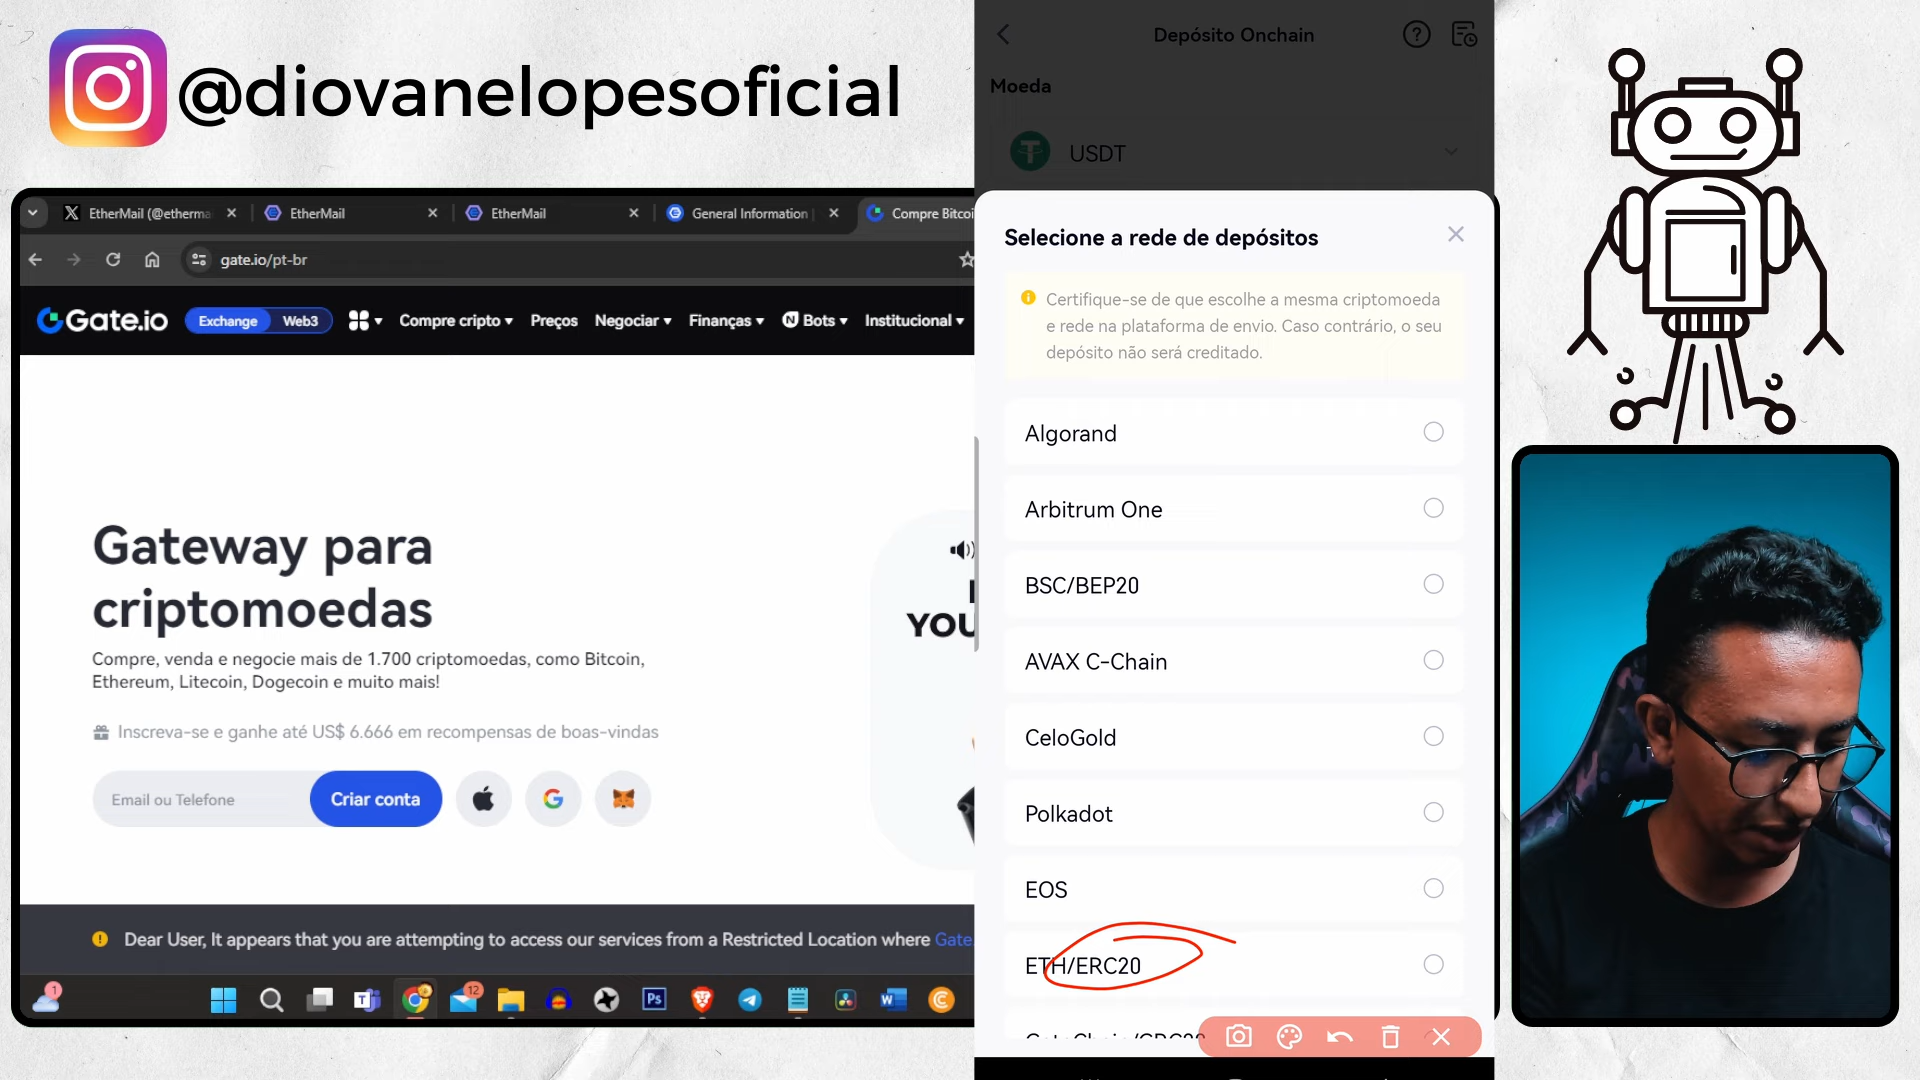 @diovanelopesoficial
EtherMail (@etherma
EtherMail
EtherMail
General Information
Compre Bitcoi
gate.io/pt-br
Gate.io
Exchange
Web3
Compre cripto
Preços
Negociar
Finanças
Bots
Institucional
Gateway para
criptomoedas
Compre, venda e negocie mais de 1.700 criptomoedas, como Bitcoin,
Ethereum, Litecoin, Dogecoin e muito mais!
Inscreva-se e ganhe até US$ 6.666 em recompensas de boas-vindas
Email ou Telefone
Criar conta
YOU
Dear User, It appears that you are attempting to access our services from a Restricted Location where Gate.
1
12
Depósito Onchain
Moeda
USDT
Selecione a rede de depósitos
Certifique-se de que escolhe a mesma criptomoeda
e rede na plataforma de envio. Caso contrário, o seu
depósito não será creditado.
Algorand
Arbitrum One
BSC/BEP20
AVAX C-Chain
CeloGold
Polkadot
EOS
ETH/ERC20